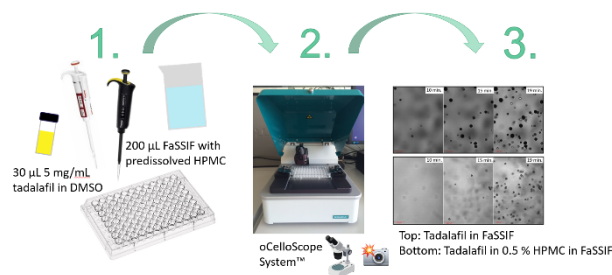 1.
2.
3.
30 µL 5 mg/mL
tadalafil in DMSO
200 µL FaSSIF with
predissolved HPMC
oCelloScope
System™
10 min.
15 min.
19 min.
10 min.
15 min.
19 min.
Top: Tadalafil in FaSSIF
Bottom: Tadalafil in 0.5 % HPMC in FaSSIF